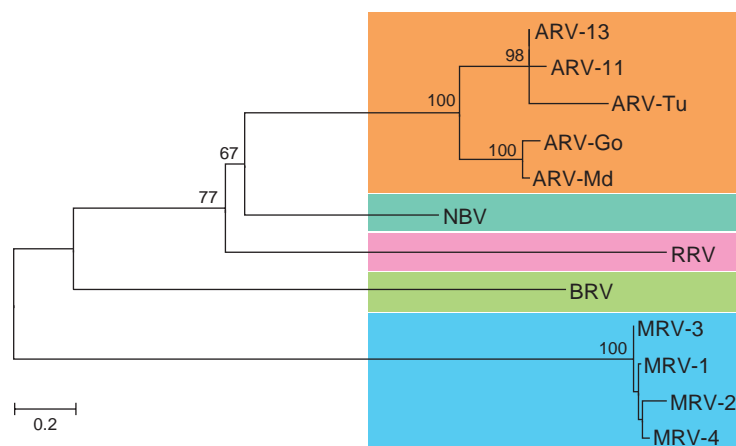 ARV-13
98
ARV-11
100
ARV-Tu
ARV-Go
67
100
ARV-Md
77
NBV
RRV
BRV
MRV-3
100
MRV-1
MRV-2
0.2
MRV-4